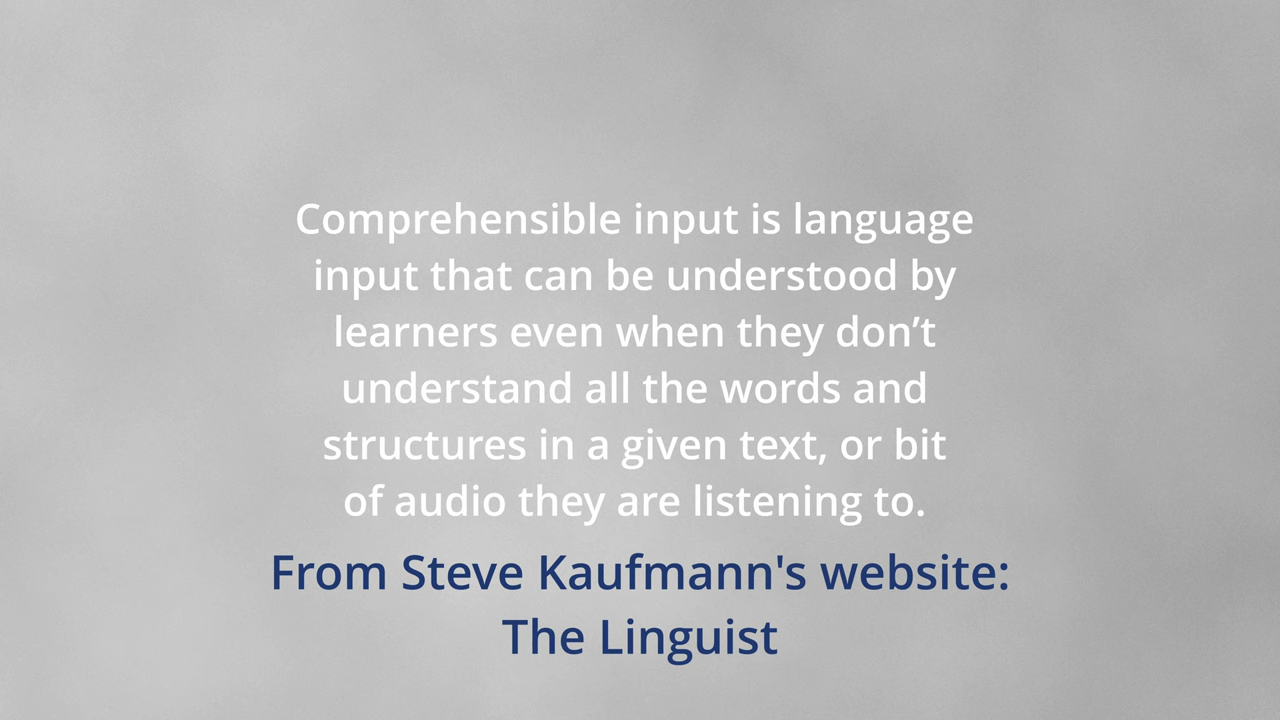 Comprehensible input is language
input that can be understood by
learners even when they don’t
understand all the words and
structures in a given text, or bit
of audio they are listening to.
From Steve Kaufmann's website:
The Linguist